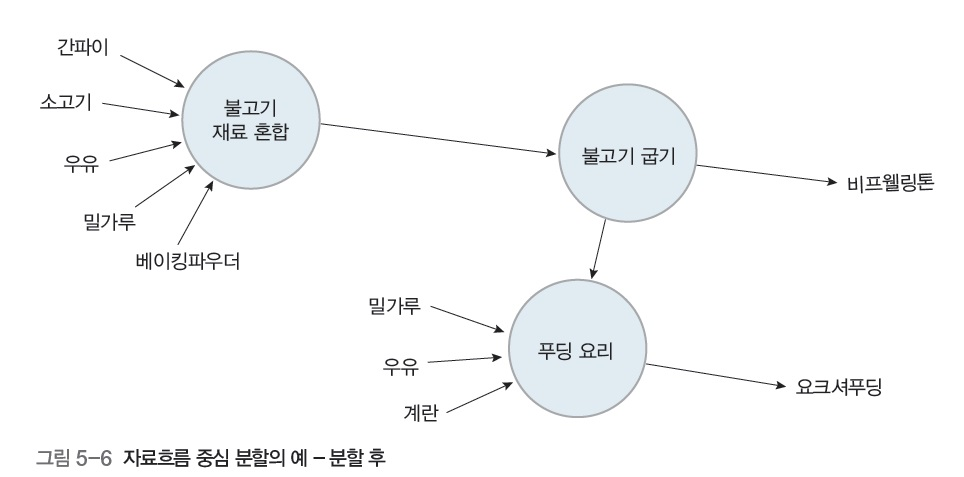 간파이
소고기
우유
밀가루
베이킹파우더
불고기
재료 혼합
불고기 굽기
비프웰링톤
밀가루
우유
계란
푸딩 요리
요크셔푸딩
그림 5-6 자료흐름 중심 분할의 예 – 분할 후